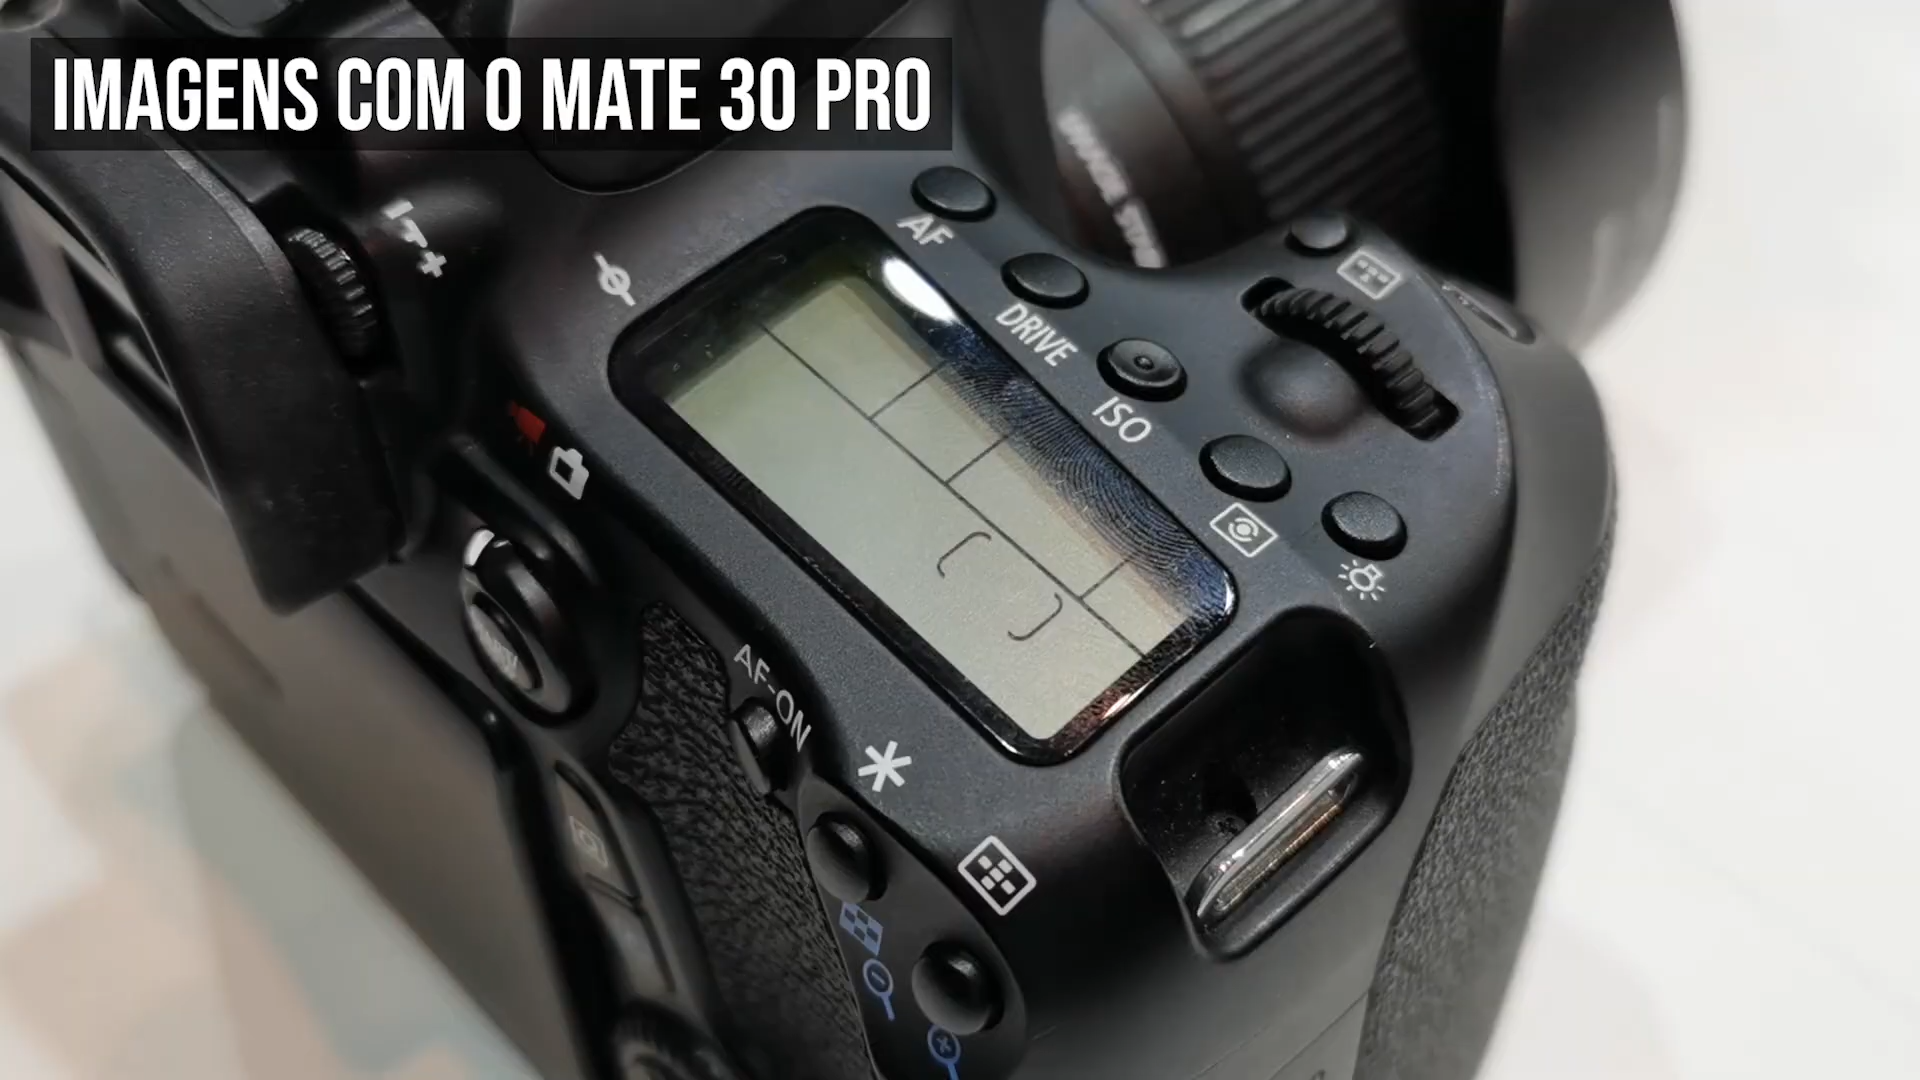 IMAGENS COM O MATE 30 PRO
AF
DRIVE
ISO
AF-ON